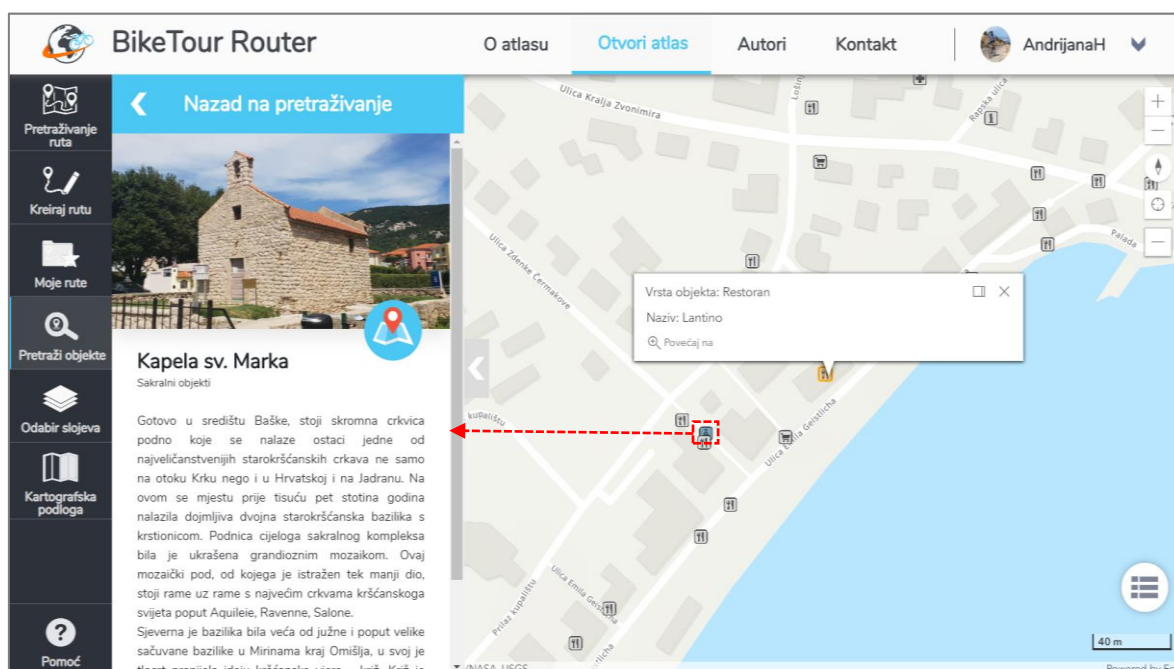 BikeTour Router
O atlasu
Otvori atlas
Autori
Kontakt
AndrijanaH
Pretraživanje
ruta
Kreiraj rutu
Moje rute
Pretraži objekte
Odabir slojeva
Kartografska
podloga
Pomoć
Nazad na pretraživanje
Kapela sv. Marka
Sakralni objekti
Gotovo u središtu Baške, stoji skromna crkvica
podno koje se nalaze ostaci jedne od
najveličanstvenijih starokršćanskih crkava ne samo
na otoku Krku nego i u Hrvatskoj i na Jadranu. Na
ovom se mjestu prije tisuću pet stotina godina
nalazila dojmljiva dvojna starokršćanska bazilika s
krstionicom. Podnica cijeloga sakralnog kompleksa
bila je ukrašena grandioznim mozaikom. Ovaj
mozaički pod, od kojega je istražen tek manji dio,
stoji rame uz rame s najvećim crkvama kršćanskoga
svijeta poput Aquileie, Ravenne, Salone.
Sjeverna je bazilika bila veća od južne i poput velike
sačuvane bazilike u Mirinama kraj Omišlja, u svoj je
Ulica Kralja Zvonimira
Rapska ulica
Palada
Ulica Zdenke Čermakove
Vrsta objekta: Restoran
Naziv: Lantino
Povećaj na
kupalištu
Ulica Emila Geistlicha
Prilaz kupalištu
Ulica Emila
40 m
/NASA, USGS
Powered by